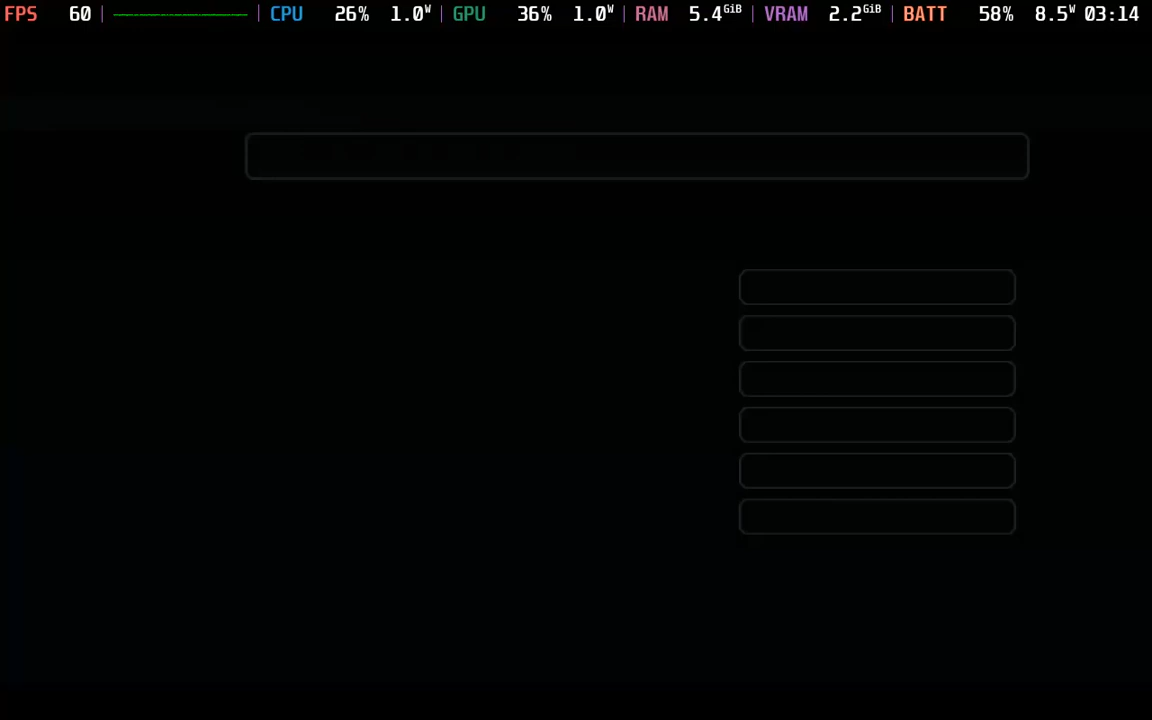 FPS 60 | CPU 26% 1.0W | GPU 36% 1.0W | RAM 5.4GiB | VRAM 2.2GiB | BATT 58% 8.5W 03:14